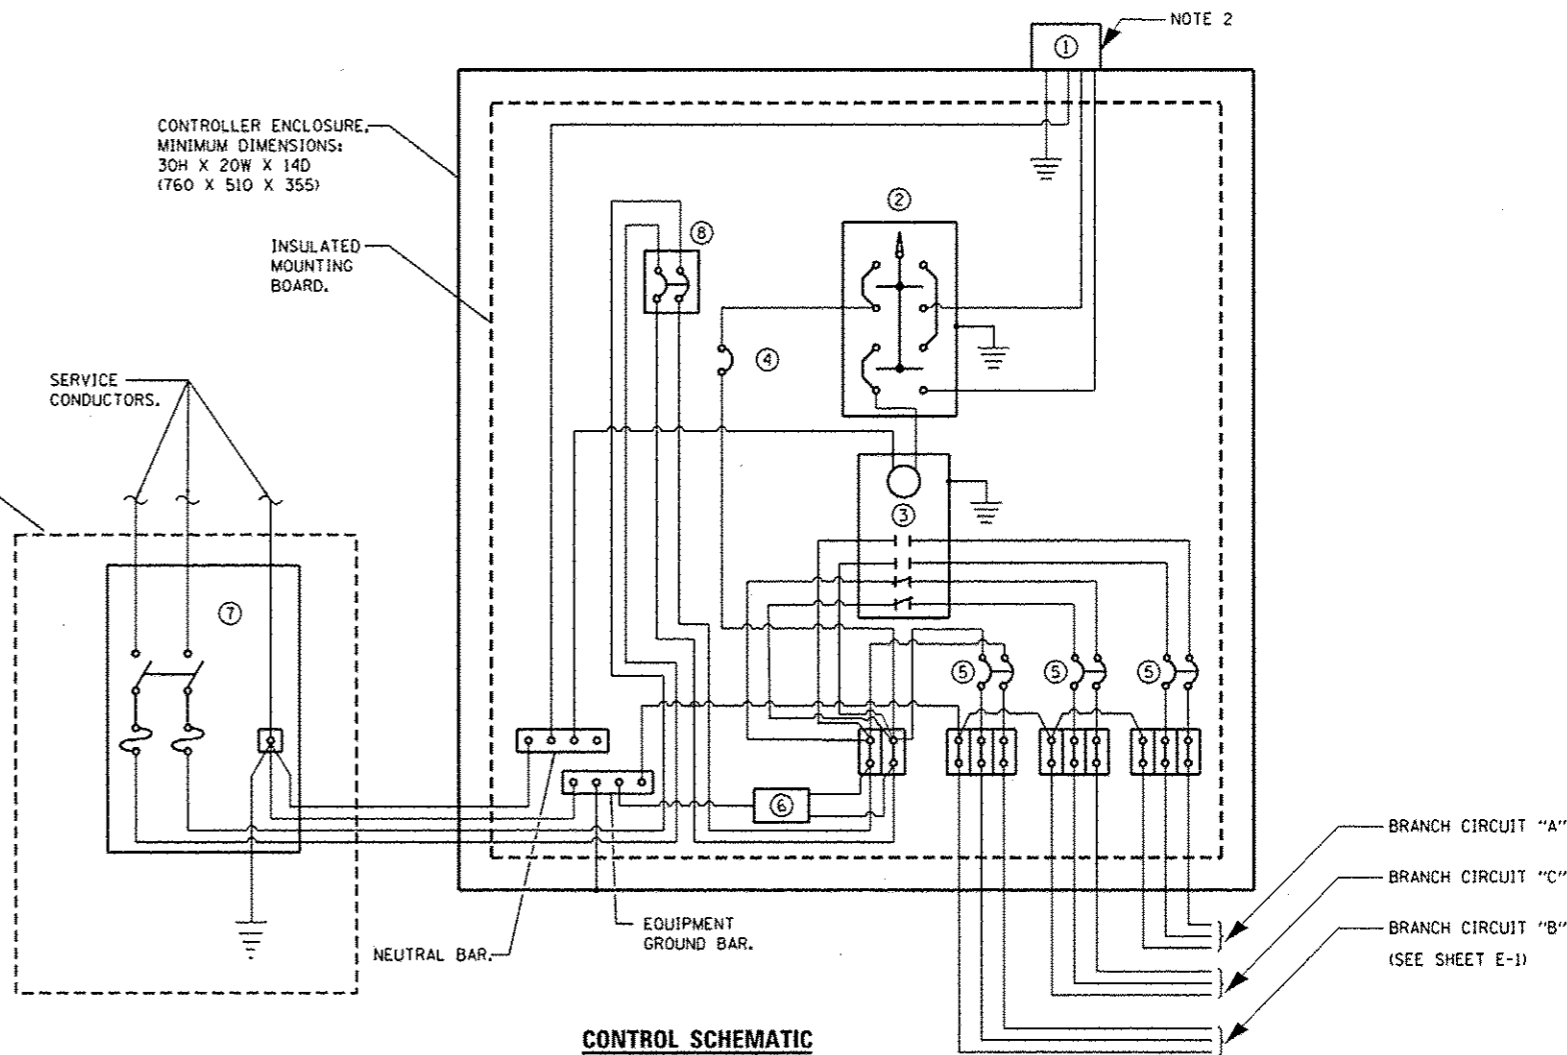 NOTE 2
①
CONTROLLER ENCLOSURE,
MINIMUM DIMENSIONS:
30H X 20W X 14D
(760 X 510 X 355)
②
⑧
INSULATED
MOUNTING
BOARD.
④
SERVICE
CONDUCTORS.
③
⑦
⑤ ⑤ ⑤
⑥
BRANCH CIRCUIT "A"
BRANCH CIRCUIT "C"
EQUIPMENT
GROUND BAR.
NEUTRAL BAR.
BRANCH CIRCUIT "B"
(SEE SHEET E-1)
CONTROL SCHEMATIC